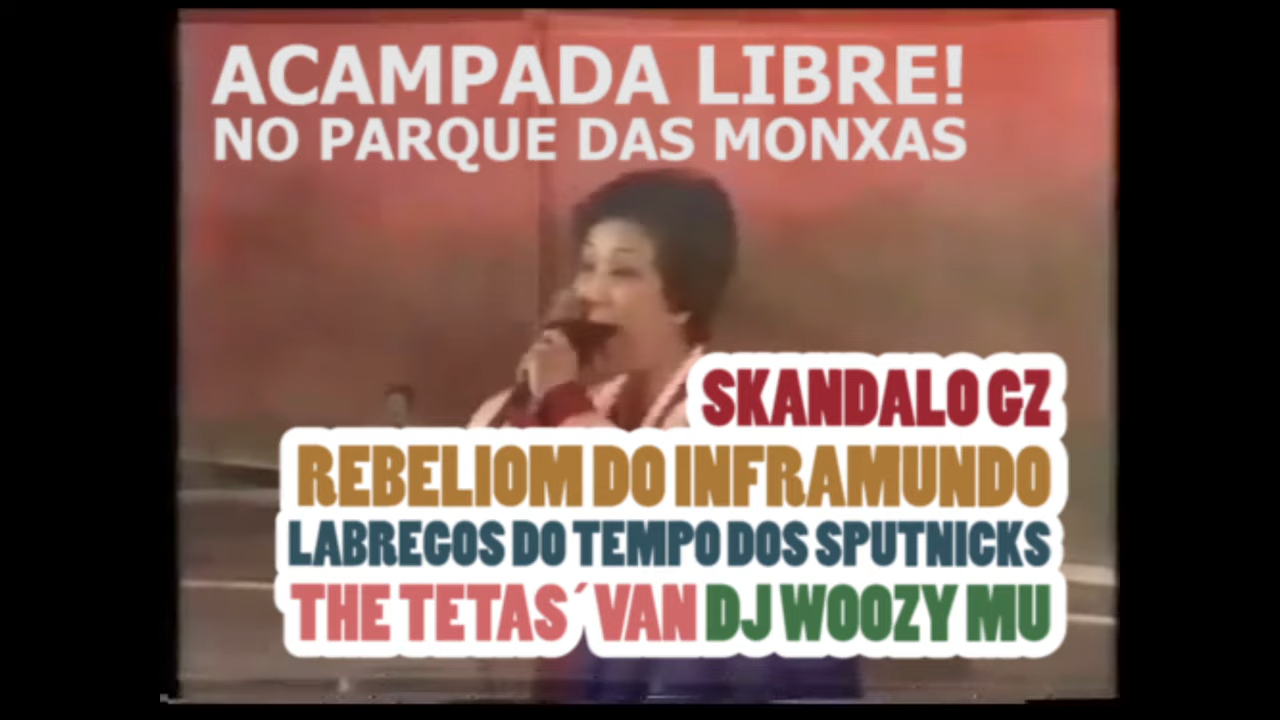 ACAMPADA LIBRE!
NO PARQUE DAS MONXAS
SKANDALO GZ
REBELIOM DO INFRAMUNDO
LABREGOS DO TEMPO DOS SPUTNICKS
THE TETAS´VAN DJ WOOZY MU